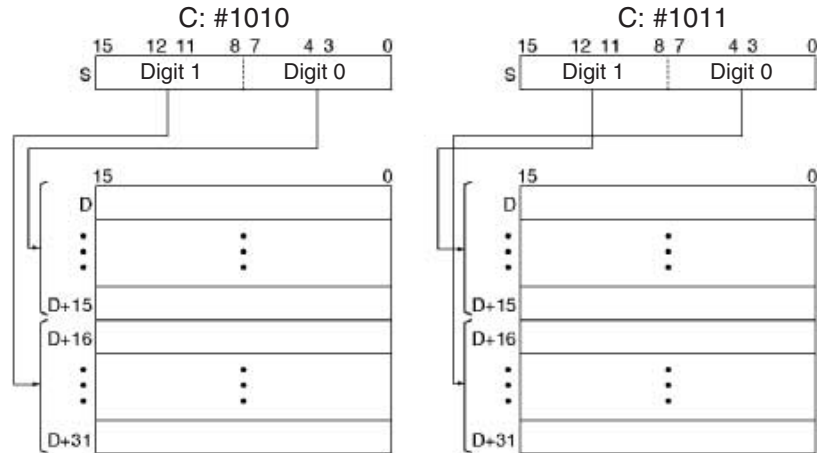 C: #1010
15 12 11 8 7 4 3 0
S Digit 1 Digit 0
15 0
D
D+15
D+16
D+31
C: #1011
15 12 11 8 7 4 3 0
S Digit 1 Digit 0
15 0
D
D+15
D+16
D+31